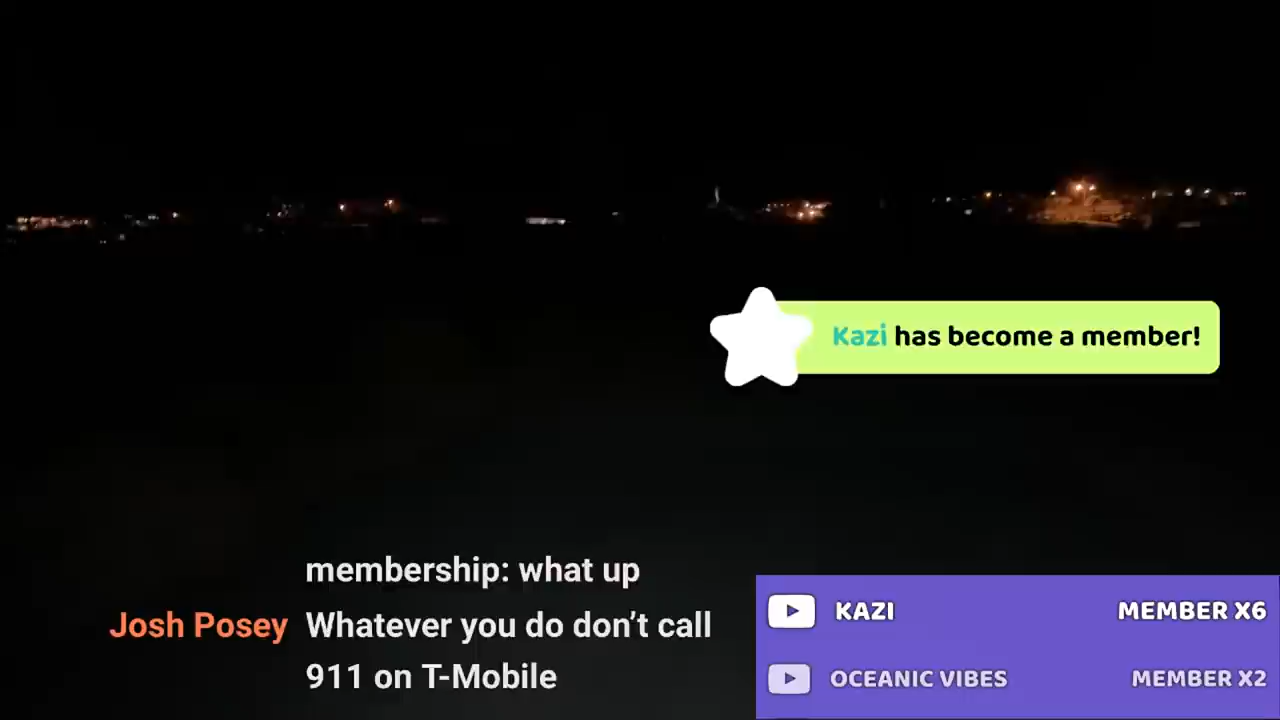 Kazi has become a member!
membership: what up
Josh Posey Whatever you do don’t call
911 on T-Mobile
KAZI MEMBER X6
OCEANIC VIBES MEMBER X2